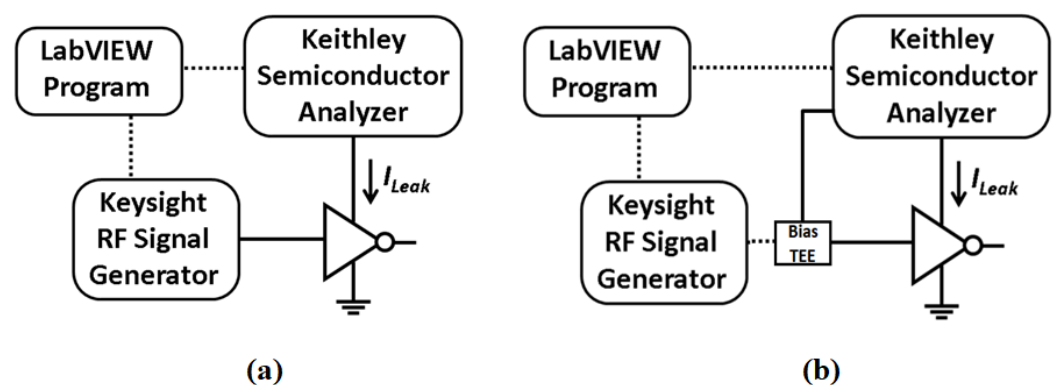 LabVIEW
Program
Keithley
Semiconductor
Analyzer
I_Leak
Keysight
RF Signal
Generator
(a)
LabVIEW
Program
Keithley
Semiconductor
Analyzer
I_Leak
Keysight
RF Signal
Generator
Bias
TEE
(b)